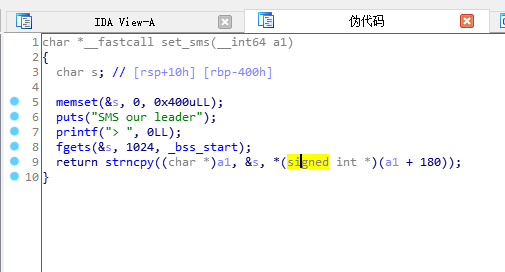 IDA View-A
伪代码
1 char *__fastcall set_sms(__int64 a1)
2 {
3 char s; // [rsp+10h] [rbp-400h]
4
5 memset(&s, 0, 0x400uLL);
6 puts("SMS our leader");
7 printf("> ", 0LL);
8 fgets(&s, 1024, _bss_start);
9 return strncpy((char *)a1, &s, *(signed int *)(a1 + 180));
10 }